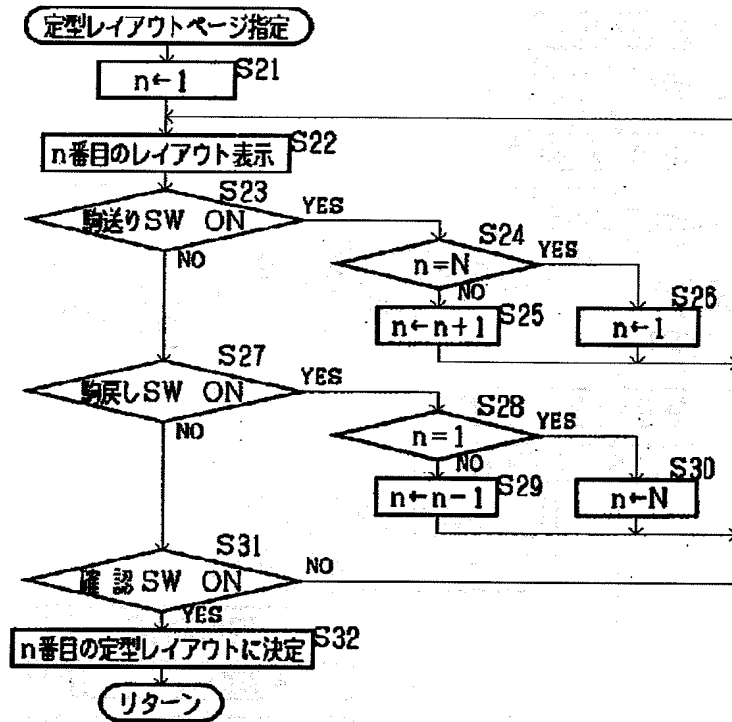 定型レイアウトページ指定
n←1 S21
n番目のレイアウト表示 S22
S23
駒送りSW ON YES
NO
S24
n=N YES
NO
n←n+1 S25
S26
n←1
S27
駒戻しSW ON YES
NO
S28
n=1 YES
NO
n←n-1 S29
S30
n←N
S31
確認SW ON NO
YES
n番目の定型レイアウトに決定 S32
リターン